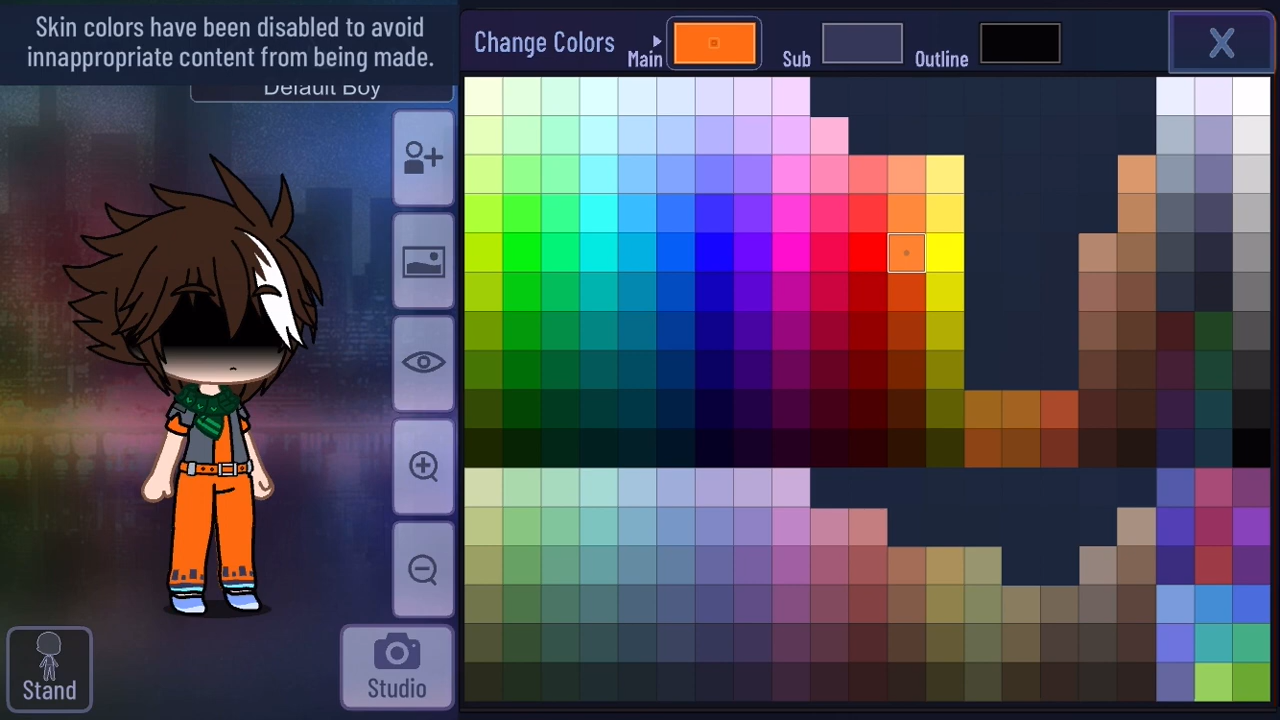 Skin colors have been disabled to avoid
innappropriate content from being made.
Default Boy
Change Colors
Main
Sub
Outline
X
Stand
Studio